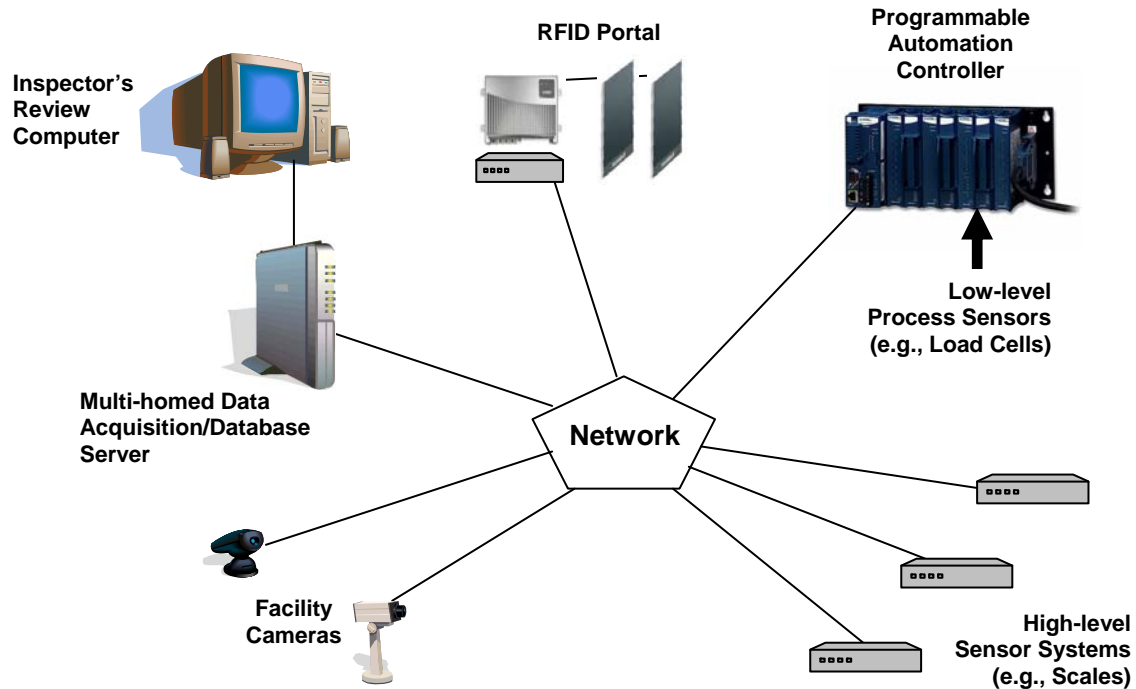 Inspector’s
Review
Computer
RFID Portal
Programmable
Automation
Controller
Low-level
Process Sensors
(e.g., Load Cells)
Multi-homed Data
Acquisition/Database
Server
Network
Facility
Cameras
High-level
Sensor Systems
(e.g., Scales)